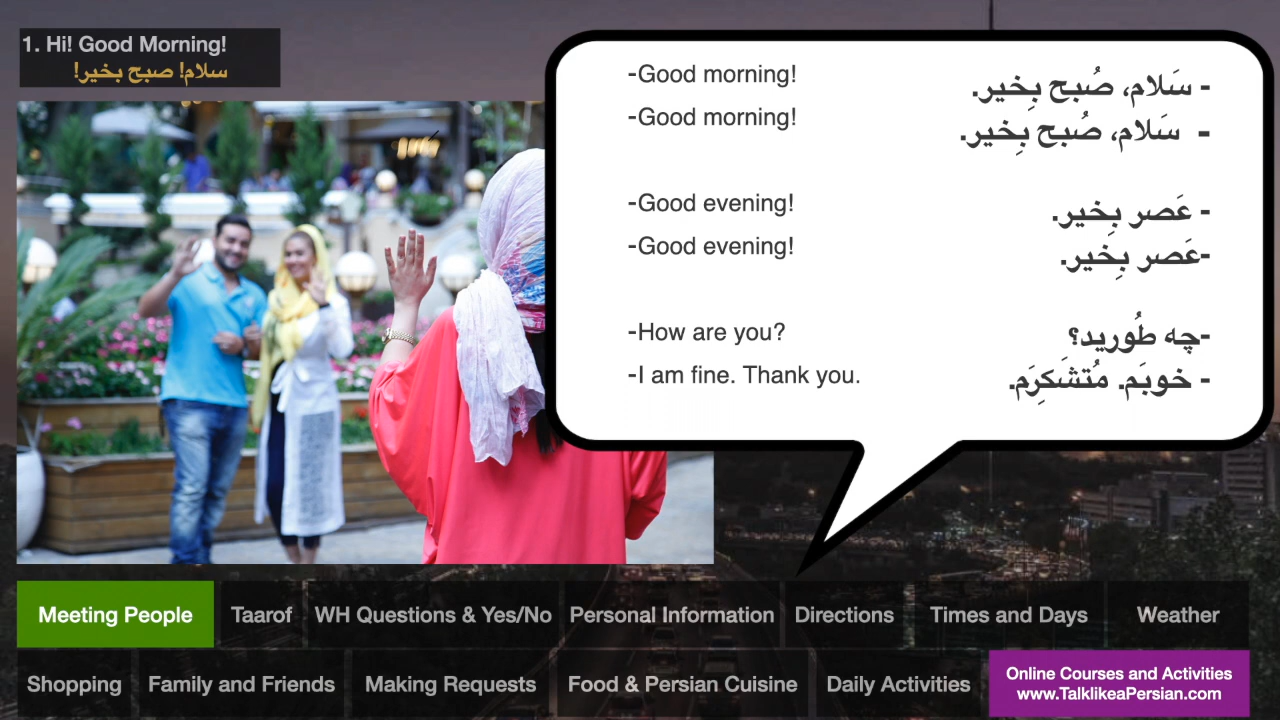 1. Hi! Good Morning!
سلام! صبح بخیر!
-Good morning!
- سَلام، صُبح بِخیر.
-Good morning!
- سَلام، صُبح بِخیر.
-Good evening!
- عَصر بِخیر.
-Good evening!
-عَصر بِخیر.
-How are you?
-چِه طُورید؟
-I am fine. Thank you.
- خوبَم. مُتشَکِرَم.
Meeting People
Taarof
WH Questions & Yes/No
Personal Information
Directions
Times and Days
Weather
Shopping
Family and Friends
Making Requests
Food & Persian Cuisine
Daily Activities
Online Courses and Activities
www.TalklikeaPersian.com